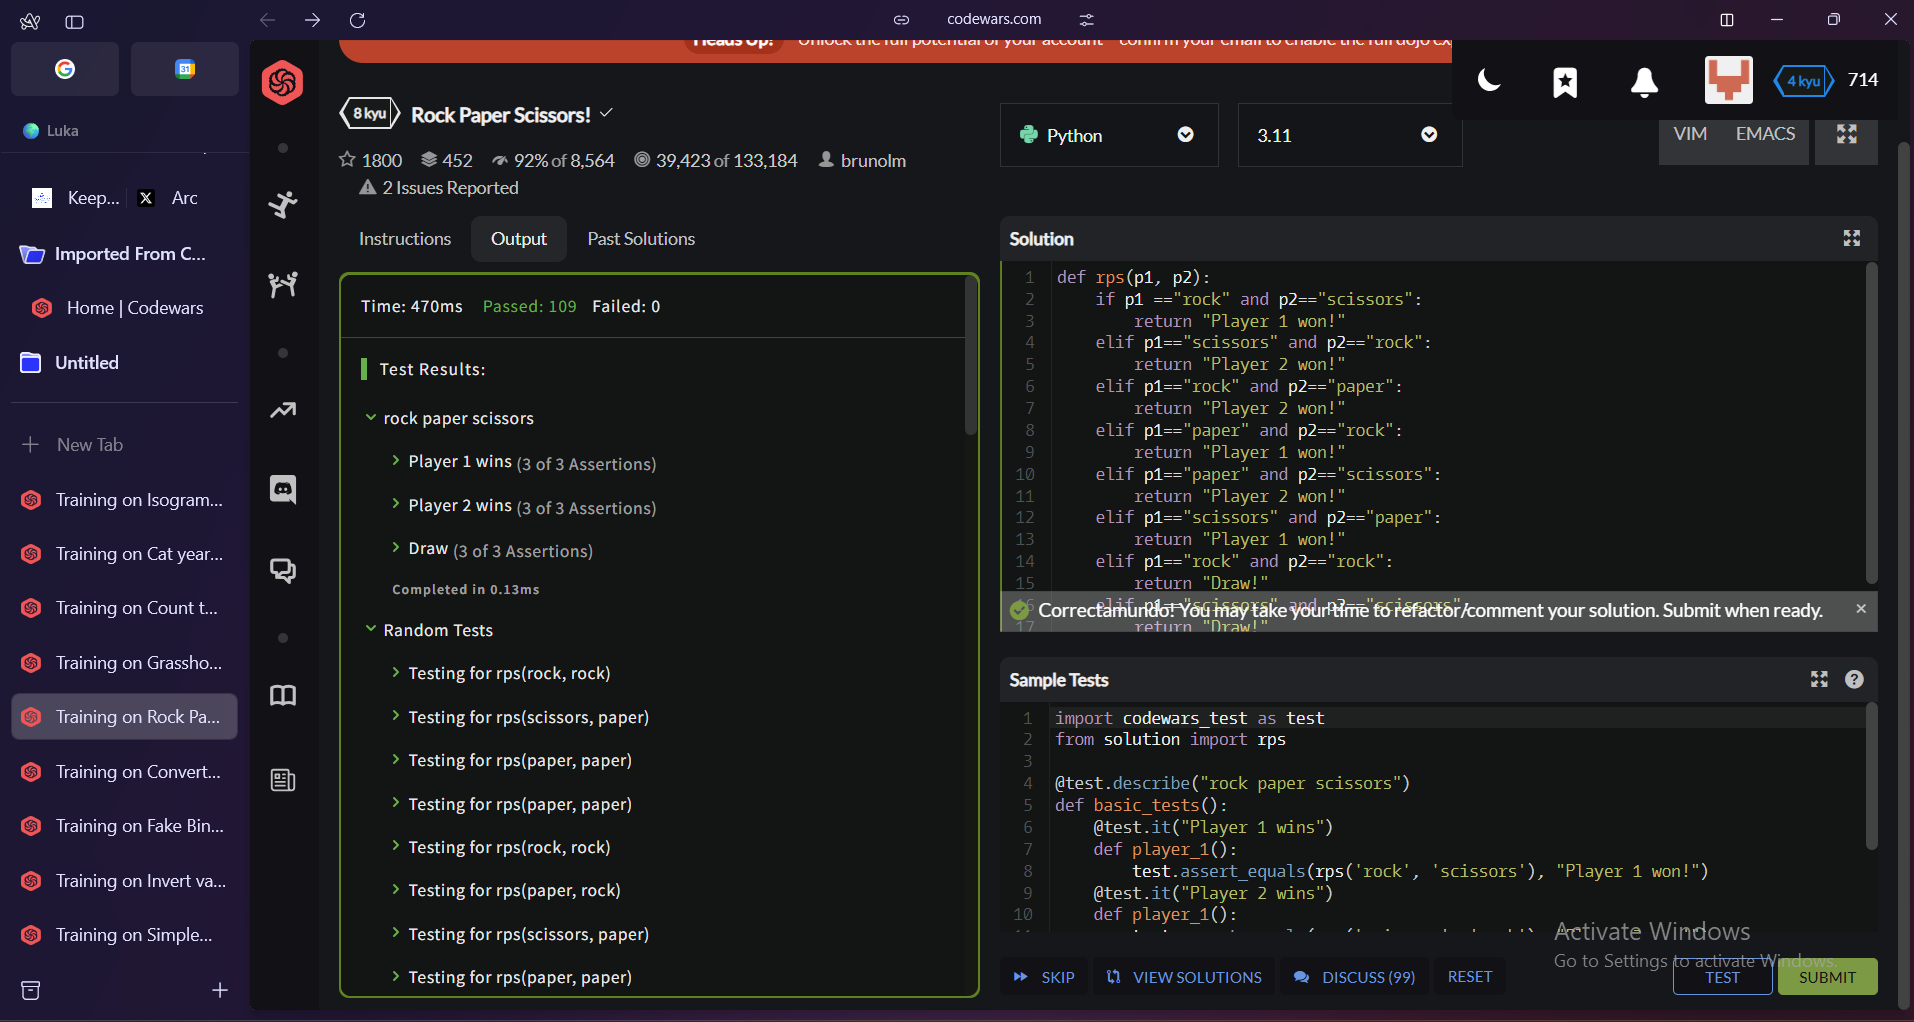 codewars.com
31
Luka
Keep...
Arc
Imported From C...
Home | Codewars
Untitled
New Tab
Training on Isogram...
Training on Cat year...
Training on Count t...
Training on Grassho...
Training on Rock Pa...
Training on Convert...
Training on Fake Bin...
Training on Invert va...
Training on Simple...
Heads Up! Unlock the full potential of your account
4 kyu 714
8 kyu Rock Paper Scissors!
1800 452 92% of 8,564 39,423 of 133,184 brunolm
2 Issues Reported
Python
3.11
VIM EMACS
Instructions Output Past Solutions
Time: 470ms Passed: 109 Failed: 0
Test Results:
rock paper scissors
Player 1 wins (3 of 3 Assertions)
Player 2 wins (3 of 3 Assertions)
Draw (3 of 3 Assertions)
Completed in 0.13ms
Random Tests
Testing for rps(rock, rock)
Testing for rps(scissors, paper)
Testing for rps(paper, paper)
Testing for rps(paper, paper)
Testing for rps(rock, rock)
Testing for rps(paper, rock)
Testing for rps(scissors, paper)
Testing for rps(paper, paper)
Solution
1 def rps(p1, p2):
2 if p1 =="rock" and p2=="scissors":
3 return "Player 1 won!"
4 elif p1=="scissors" and p2=="rock":
5 return "Player 2 won!"
6 elif p1=="rock" and p2=="paper":
7 return "Player 2 won!"
8 elif p1=="paper" and p2=="rock":
9 return "Player 1 won!"
10 elif p1=="paper" and p2=="scissors":
11 return "Player 2 won!"
12 elif p1=="scissors" and p2=="paper":
13 return "Player 1 won!"
14 elif p1=="rock" and p2=="rock":
15 return "Draw!"
16 elif p1=="scissors" and p2=="scissors":
Correctamundo! You may take your time to refactor/comment your solution. Submit when ready.
17 return "Draw!"
Sample Tests
1 import codewars_test as test
2 from solution import rps
3
4 @test.describe("rock paper scissors")
5 def basic_tests():
6 @test.it("Player 1 wins")
7 def player_1():
8 test.assert_equals(rps('rock', 'scissors'), "Player 1 won!")
9 @test.it("Player 2 wins")
10 def player_1():
Activate Windows
Go to Settings to activate Windows.
SKIP VIEW SOLUTIONS DISCUSS (99) RESET TEST SUBMIT